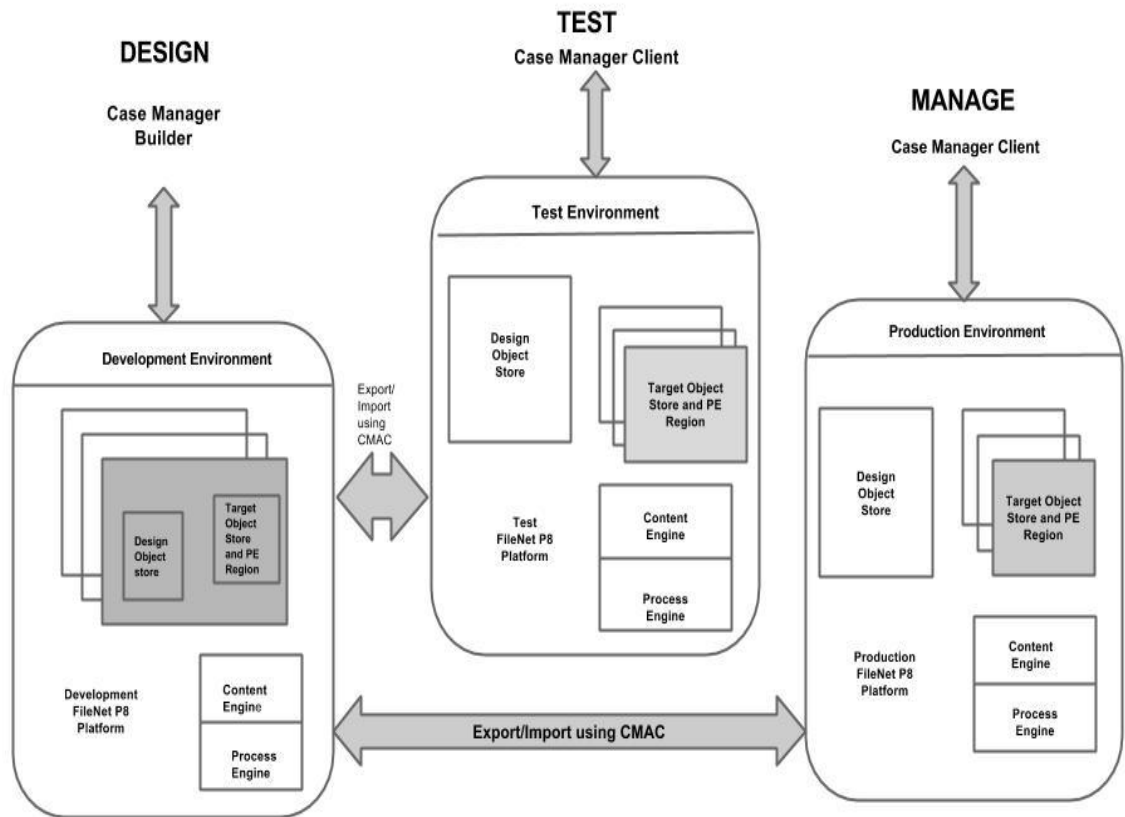 DESIGN
Case Manager
Builder
TEST
Case Manager Client
MANAGE
Case Manager Client
Development Environment
Design
Object
store
Target
Object
Store
and PE
Region
Development
FileNet P8
Platform
Content
Engine
Process
Engine
Export/
Import
using
CMAC
Test Environment
Design
Object
Store
Target Object
Store and PE
Region
Test
FileNet P8
Platform
Content
Engine
Process
Engine
Production Environment
Design
Object
Store
Target Object
Store and PE
Region
Production
FileNet P8
Platform
Content
Engine
Process
Engine
Export/Import using CMAC